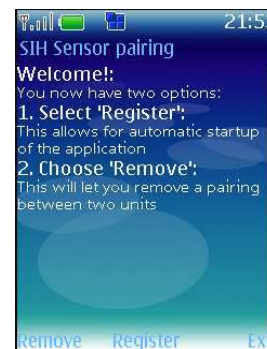 21:5
SIH Sensor pairing
Welcome!:
You now have two options:
1. Select 'Register':
This allows for automatic startup
of the application
2. Choose 'Remove':
This will let you remove a pairing
between two units
Remove Register Ex